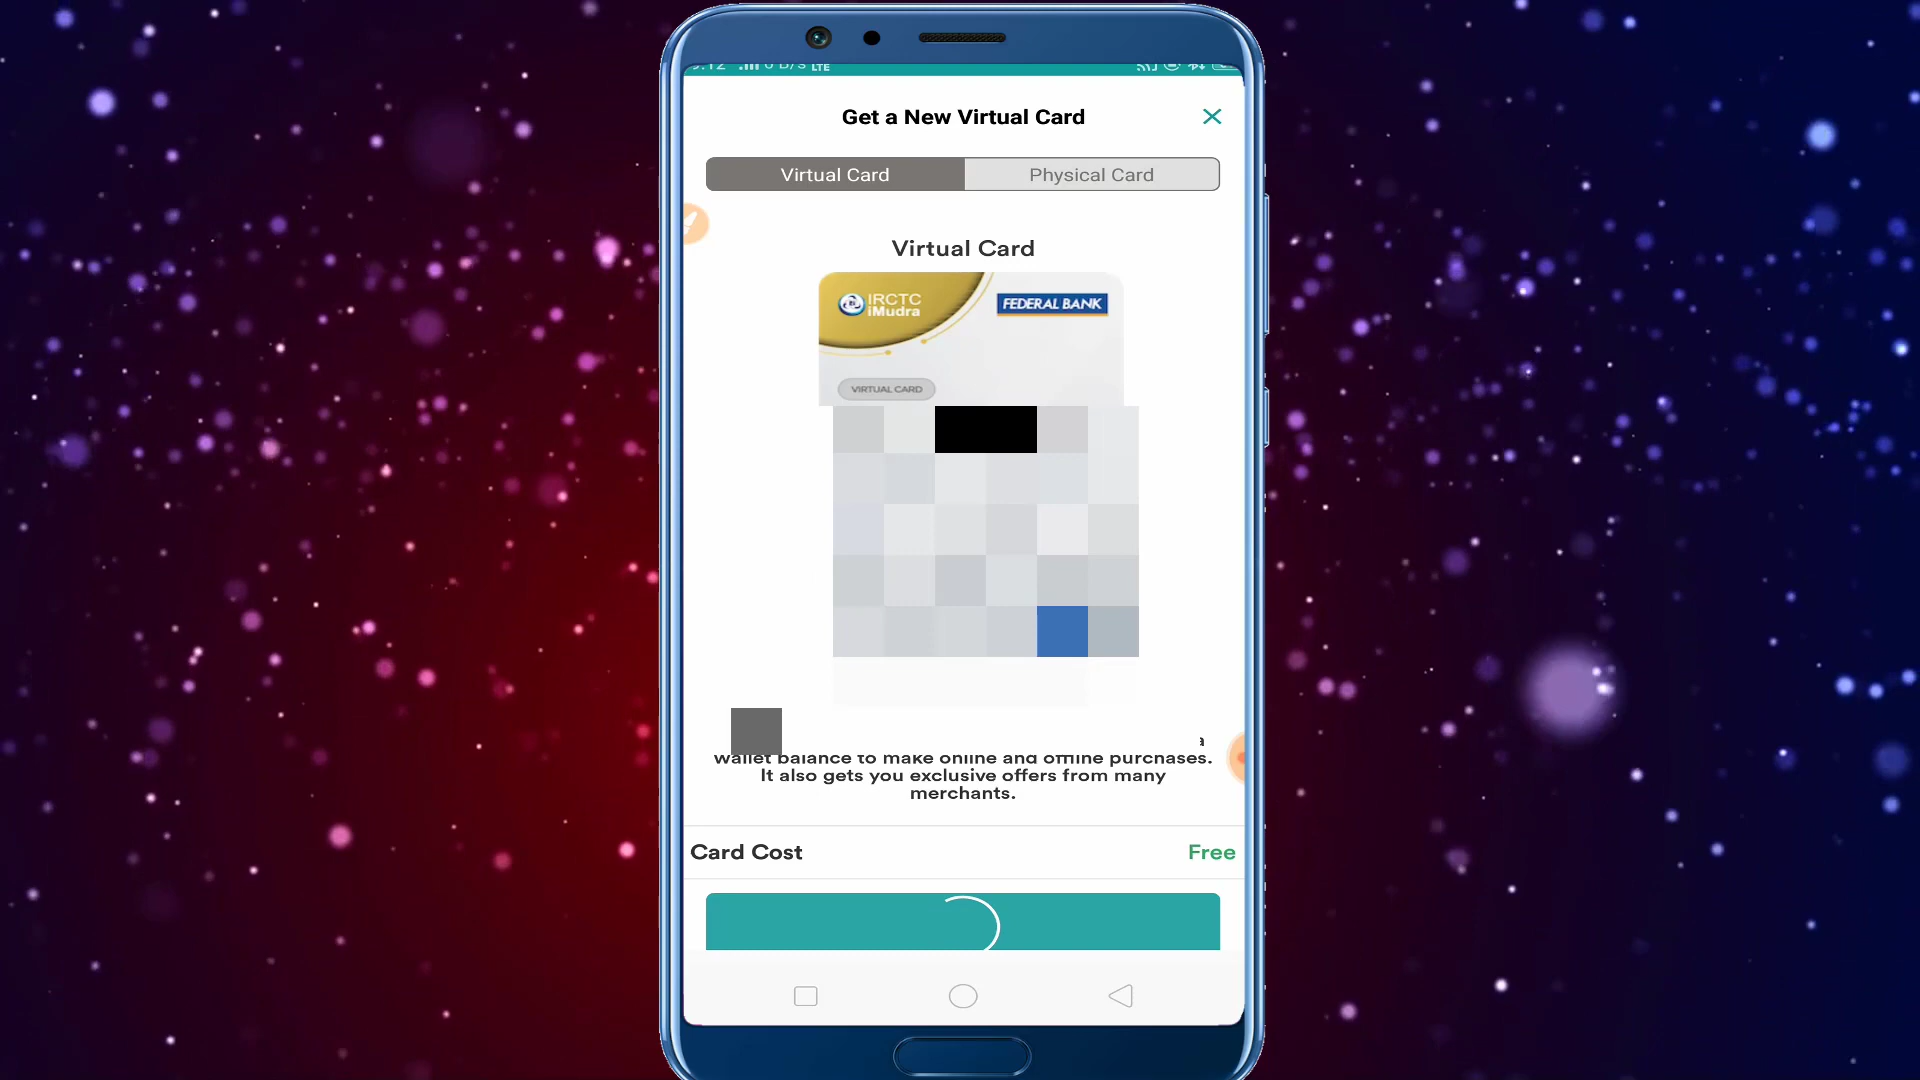 LTE
Get a New Virtual Card
Virtual Card
Physical Card
Virtual Card
IRCTC
iMudra
FEDERAL BANK
VIRTUAL CARD
wallet balance to make online and offline purchases.
It also gets you exclusive offers from many
merchants.
Card Cost
Free